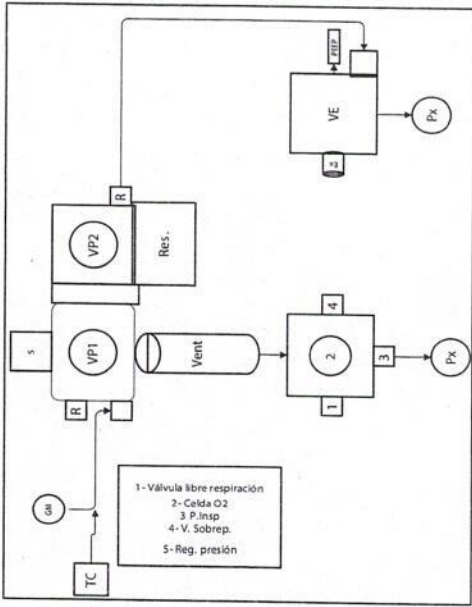 5
R
VP1
VP2
R
Res.
GM
TC
Vent
PEEP
VE
Px
1
2
4
3
Px
1- Válvula libre respiración
2- Celda O2
3 P.Insp
4- V. Sobrep.
5- Reg. presión